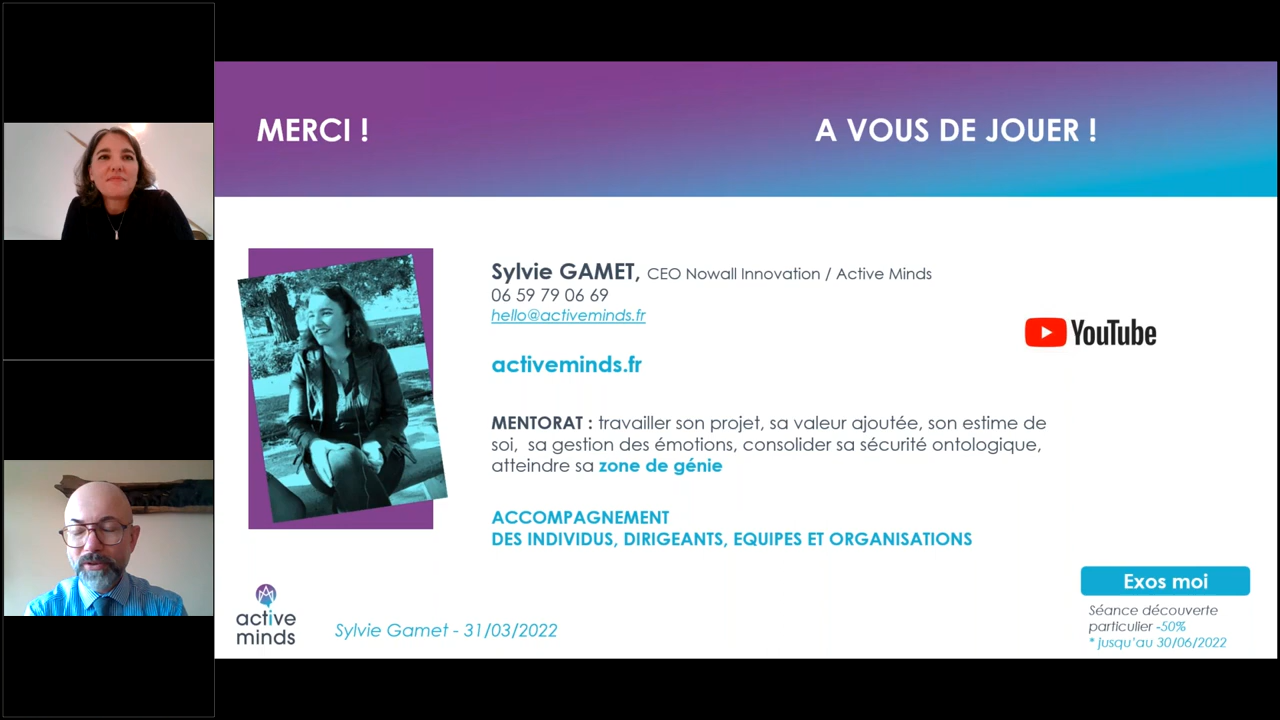 MERCI !
A VOUS DE JOUER !
Sylvie GAMET, CEO Nowall Innovation / Active Minds
06 59 79 06 69
hello@activeminds.fr
YouTube
activeminds.fr
MENTORAT : travailler son projet, sa valeur ajoutée, son estime de
soi, sa gestion des émotions, consolider sa sécurité ontologique,
atteindre sa zone de génie
ACCOMPAGNEMENT
DES INDIVIDUS, DIRIGEANTS, EQUIPES ET ORGANISATIONS
Exos moi
Séance découverte
particulier -50%
* jusqu'au 30/06/2022
active
minds
Sylvie Gamet - 31/03/2022